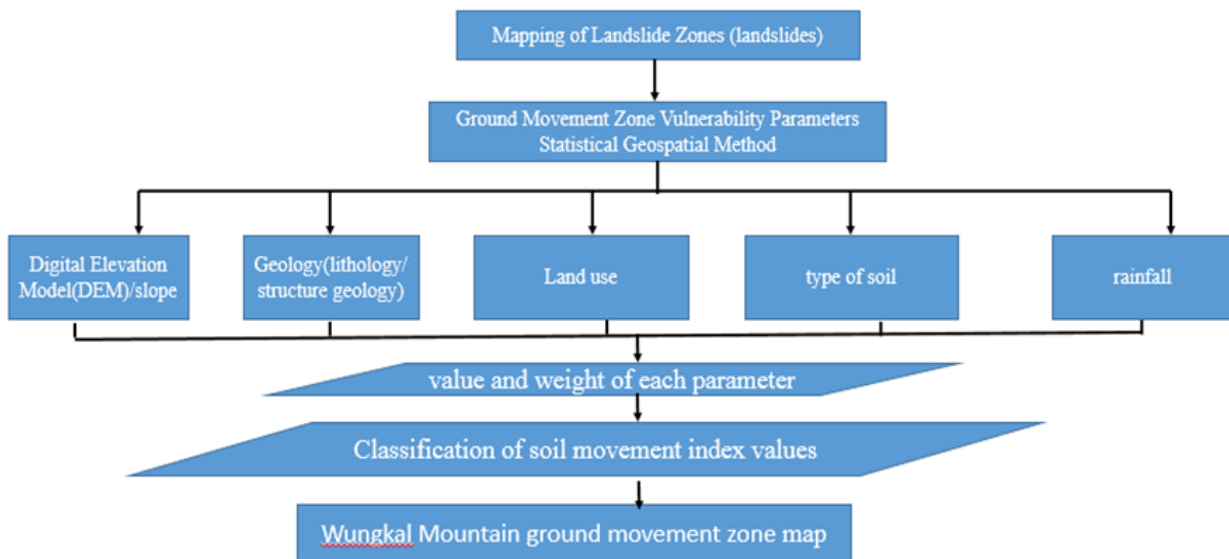 Mapping of Landslide Zones (landslides)
Ground Movement Zone Vulnerability Parameters
Statistical Geospatial Method
Digital Elevation
Model(DEM)/slope
Geology(lithology/
structure geology)
Land use
type of soil
rainfall
value and weight of each parameter
Classification of soil movement index values
Wungkal Mountain ground movement zone map